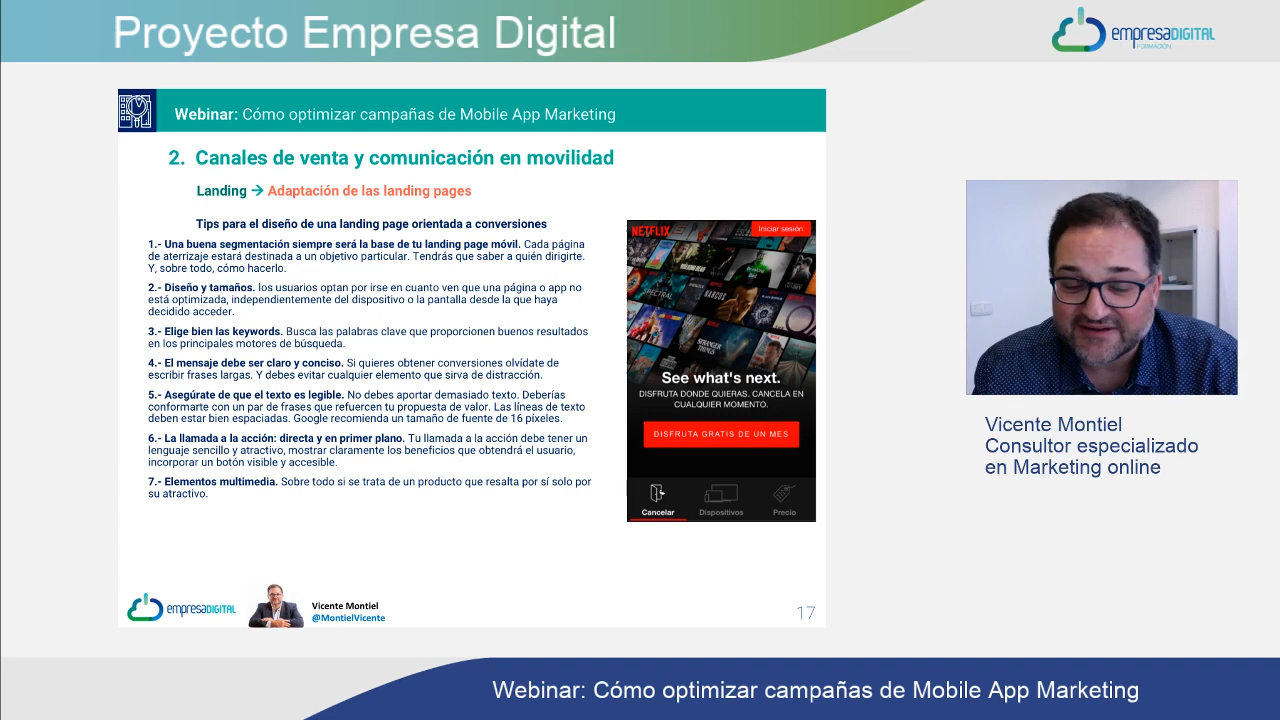 Proyecto Empresa Digital
empresaDIGITAL
FORMACIÓN
Webinar: Cómo optimizar campañas de Mobile App Marketing
2. Canales de venta y comunicación en movilidad
Landing → Adaptación de las landing pages
Tips para el diseño de una landing page orientada a conversiones
1.- Una buena segmentación siempre será la base de tu landing page móvil. Cada página
de aterrizaje estará destinada a un objetivo particular. Tendrás que saber a quién dirigirte.
Y, sobre todo, cómo hacerlo.
2.- Diseño y tamaños. los usuarios optan por irse en cuanto ven que una página o app no
está optimizada, independientemente del dispositivo o la pantalla desde la que haya
decidido acceder.
3.- Elige bien las keywords. Busca las palabras clave que proporcionen buenos resultados
en los principales motores de búsqueda.
4.- El mensaje debe ser claro y conciso. Si quieres obtener conversiones olvídate de
escribir frases largas. Y debes evitar cualquier elemento que sirva de distracción.
5.- Asegúrate de que el texto es legible. No debes aportar demasiado texto. Deberías
conformarte con un par de frases que refuercen tu propuesta de valor. Las líneas de texto
deben estar bien espaciadas. Google recomienda un tamaño de fuente de 16 píxeles.
6.- La llamada a la acción: directa y en primer plano. Tu llamada a la acción debe tener un
lenguaje sencillo y atractivo, mostrar claramente los beneficios que obtendrá el usuario,
incorporar un botón visible y accesible.
7.- Elementos multimedia. Sobre todo si se trata de un producto que resalta por sí solo por
su atractivo.
NETFLIX
Iniciar sesión
SPECTRAL
NARCOS
STRANGER
THINGS
See what's next.
DISFRUTA DONDE QUIERAS. CANCELA EN
CUALQUIER MOMENTO.
DISFRUTA GRATIS DE UN MES
Cancelar
Dispositivos
Precio
Vicente Montiel
Consultor especializado
en Marketing online
empresaDIGITAL
Vicente Montiel
@MontielVicente
17
Webinar: Cómo optimizar campañas de Mobile App Marketing